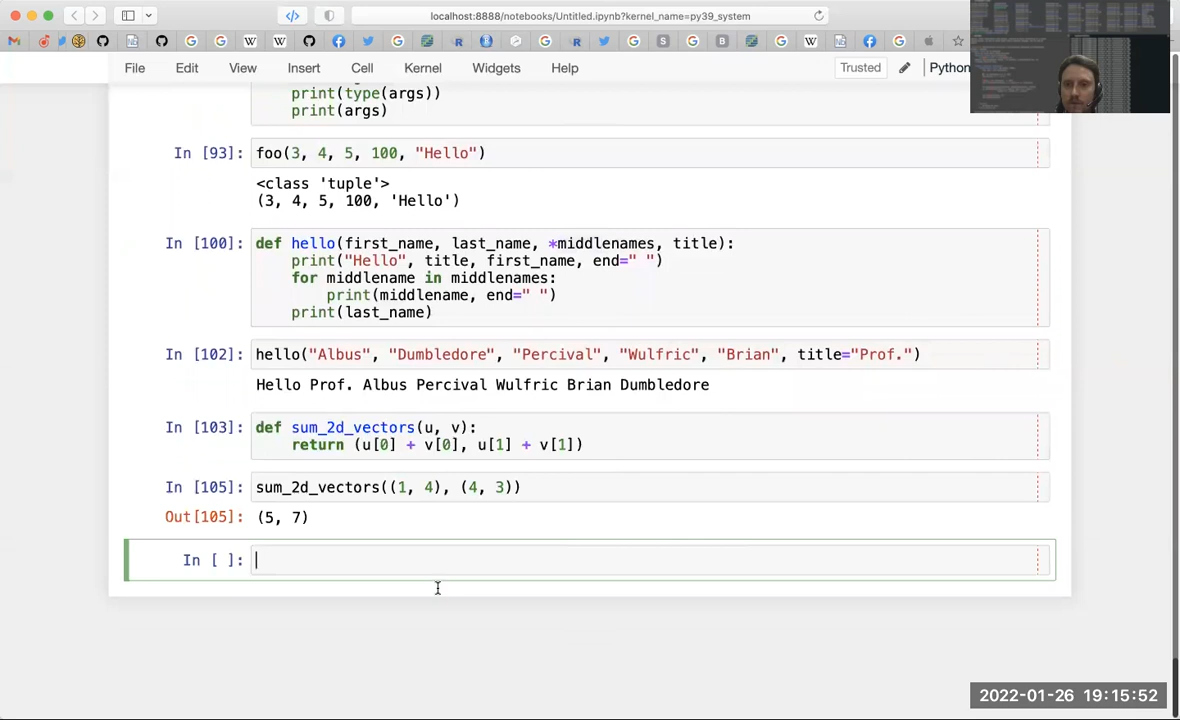 localhost:8888/notebooks/Untitled.ipynb?kernel_name=py39_system
File Edit View Insert Cell Kernel Widgets Help Trusted Python
print(type(args))
print(args)
In [93]: foo(3, 4, 5, 100, "Hello")
<class 'tuple'>
(3, 4, 5, 100, 'Hello')
In [100]: def hello(first_name, last_name, *middlenames, title):
print("Hello", title, first_name, end=" ")
for middlename in middlenames:
print(middlename, end=" ")
print(last_name)
In [102]: hello("Albus", "Dumbledore", "Percival", "Wulfric", "Brian", title="Prof.")
Hello Prof. Albus Percival Wulfric Brian Dumbledore
In [103]: def sum_2d_vectors(u, v):
return (u[0] + v[0], u[1] + v[1])
In [105]: sum_2d_vectors((1, 4), (4, 3))
Out[105]: (5, 7)
In [ ]:
2022-01-26 19:15:52